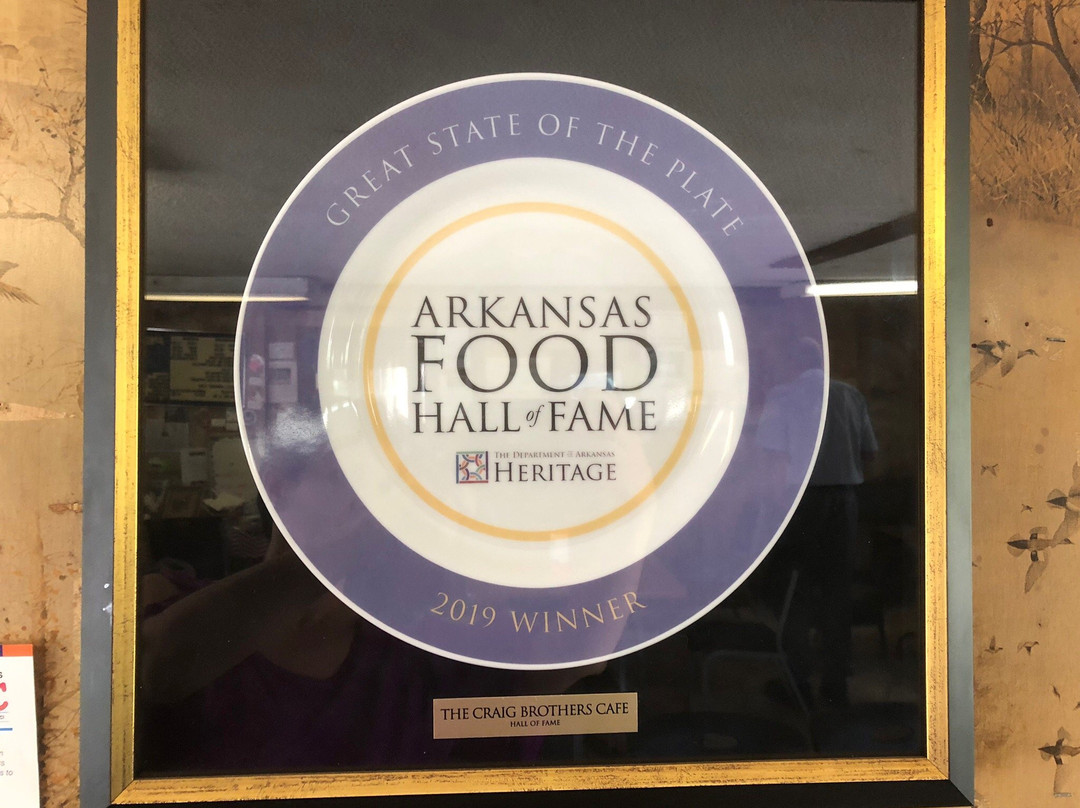 GREAT STATE OF THE PLATE
ARKANSAS
FOOD
HALL of FAME
THE DEPARTMENT OF ARKANSAS
HERITAGE
2019 WINNER
THE CRAIG BROTHERS CAFE
HALL OF FAME